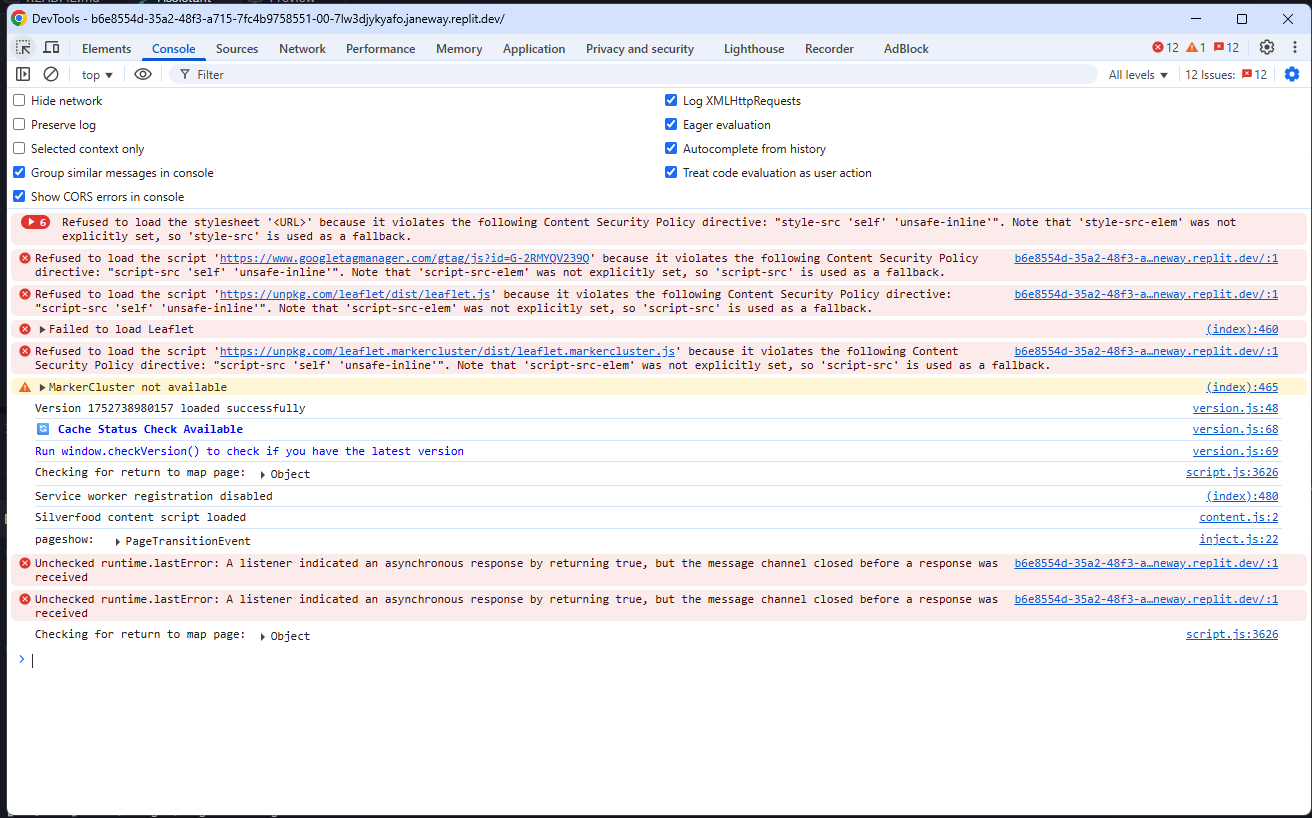 DevTools - b6e8554d-35a2-48f3-a715-7fc4b9758551-00-7lw3djykyafo.janeway.replit.dev/
Elements Console Sources Network Performance Memory Application Privacy and security Lighthouse Recorder AdBlock 12 1 12
top Filter All levels 12 Issues: 12
Hide network Log XMLHttpRequests
Preserve log Eager evaluation
Selected context only Autocomplete from history
Group similar messages in console Treat code evaluation as user action
Show CORS errors in console
6 Refused to load the stylesheet '<URL>' because it violates the following Content Security Policy directive: "style-src 'self' 'unsafe-inline'". Note that 'style-src-elem' was not
explicitly set, so 'style-src' is used as a fallback.
Refused to load the script 'https://www.googletagmanager.com/gtag/js?id=G-2RMYQV239Q' because it violates the following Content Security Policy b6e8554d-35a2-48f3-a…neway.replit.dev/:1
directive: "script-src 'self' 'unsafe-inline'". Note that 'script-src-elem' was not explicitly set, so 'script-src' is used as a fallback.
Refused to load the script 'https://unpkg.com/leaflet/dist/leaflet.js' because it violates the following Content Security Policy directive: b6e8554d-35a2-48f3-a…neway.replit.dev/:1
"script-src 'self' 'unsafe-inline'". Note that 'script-src-elem' was not explicitly set, so 'script-src' is used as a fallback.
Failed to load Leaflet (index):460
Refused to load the script 'https://unpkg.com/leaflet.markercluster/dist/leaflet.markercluster.js' because it violates the following Content b6e8554d-35a2-48f3-a…neway.replit.dev/:1
Security Policy directive: "script-src 'self' 'unsafe-inline'". Note that 'script-src-elem' was not explicitly set, so 'script-src' is used as a fallback.
MarkerCluster not available (index):465
Version 1752738980157 loaded successfully version.js:48
Cache Status Check Available version.js:68
Run window.checkVersion() to check if you have the latest version version.js:69
Checking for return to map page: Object script.js:3626
Service worker registration disabled (index):480
Silverfood content script loaded content.js:2
pageshow: PageTransitionEvent inject.js:22
Unchecked runtime.lastError: A listener indicated an asynchronous response by returning true, but the message channel closed before a response was b6e8554d-35a2-48f3-a…neway.replit.dev/:1
received
Unchecked runtime.lastError: A listener indicated an asynchronous response by returning true, but the message channel closed before a response was b6e8554d-35a2-48f3-a…neway.replit.dev/:1
received
Checking for return to map page: Object script.js:3626